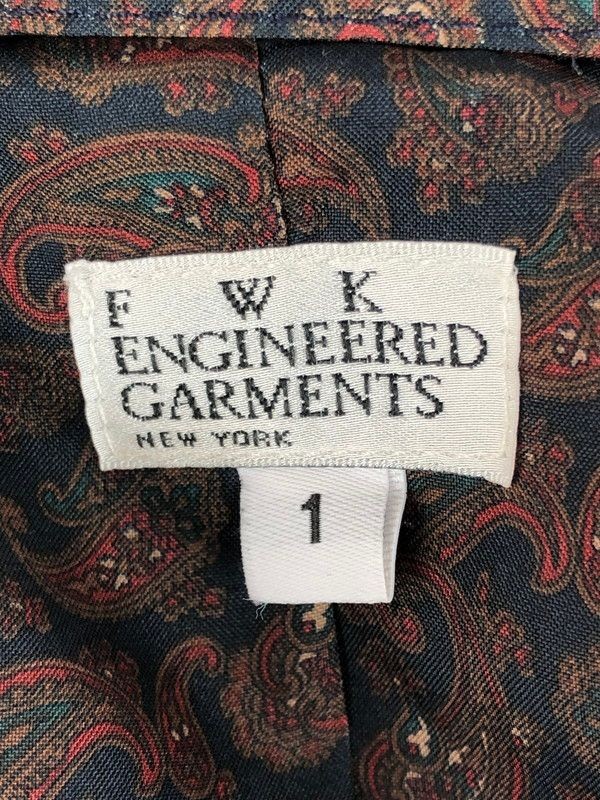 F W K
ENGINEERED
GARMENTS
NEW YORK
1